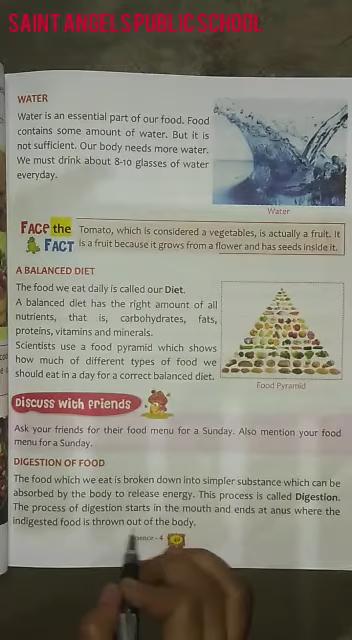 SAINT ANGELS PUBLIC SCHOOL
WATER
Water is an essential part of our food. Food
contains some amount of water. But it is
not sufficient. Our body needs more water.
We must drink about 8-10 glasses of water
everyday.
Water
FACE the FACT
Tomato, which is considered a vegetables, is actually a fruit. It
is a fruit because it grows from a flower and has seeds inside it.
A BALANCED DIET
The food we eat daily is called our Diet.
A balanced diet has the right amount of all
nutrients, that is, carbohydrates, fats,
proteins, vitamins and minerals.
Scientists use a food pyramid which shows
how much of different types of food we
should eat in a day for a correct balanced diet.
Food Pyramid
Discuss with Friends
Ask your friends for their food menu for a Sunday. Also mention your food
menu for a Sunday.
DIGESTION OF FOOD
The food which we eat is broken down into simpler substance which can be
absorbed by the body to release energy. This process is called Digestion.
The process of digestion starts in the mouth and ends at anus where the
indigested food is thrown out of the body.
- 4